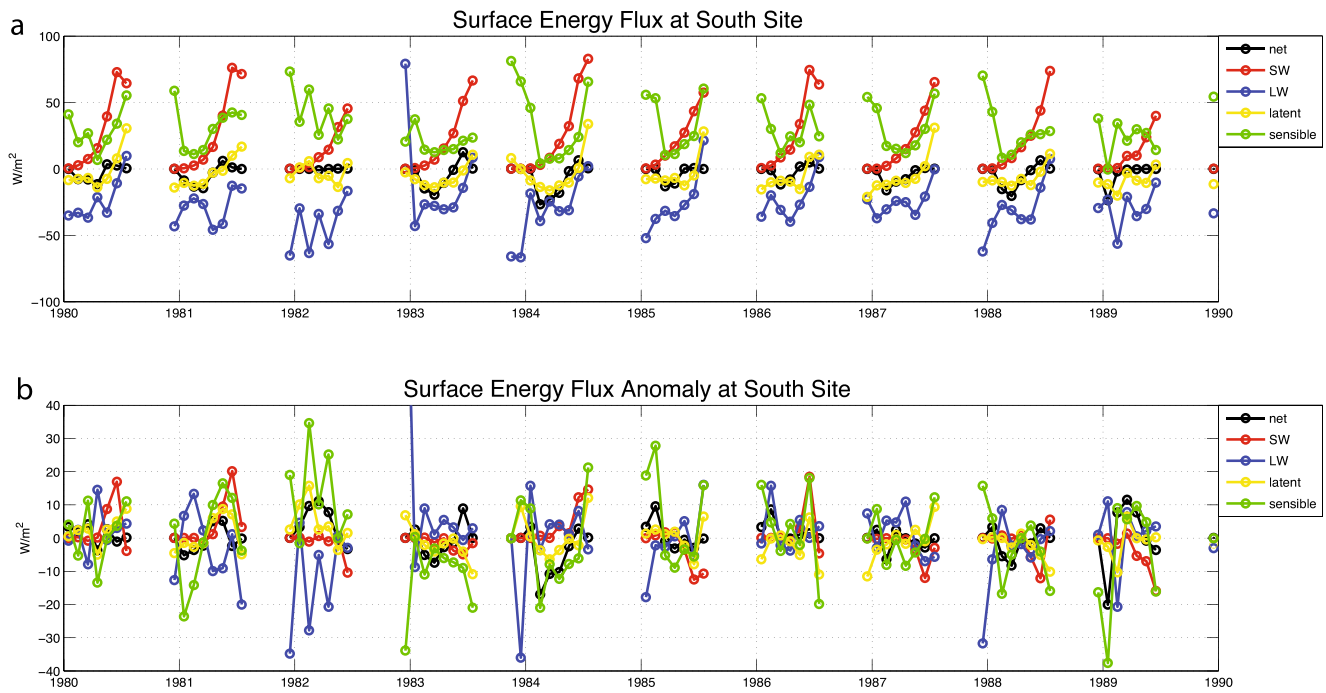 a
Surface Energy Flux at South Site
100
50
0
−50
−100
W/m²
1980 1981 1982 1983 1984 1985 1986 1987 1988 1989 1990
net
SW
LW
latent
sensible
b
Surface Energy Flux Anomaly at South Site
40
30
20
10
0
−10
−20
−30
−40
W/m²
1980 1981 1982 1983 1984 1985 1986 1987 1988 1989 1990
net
SW
LW
latent
sensible